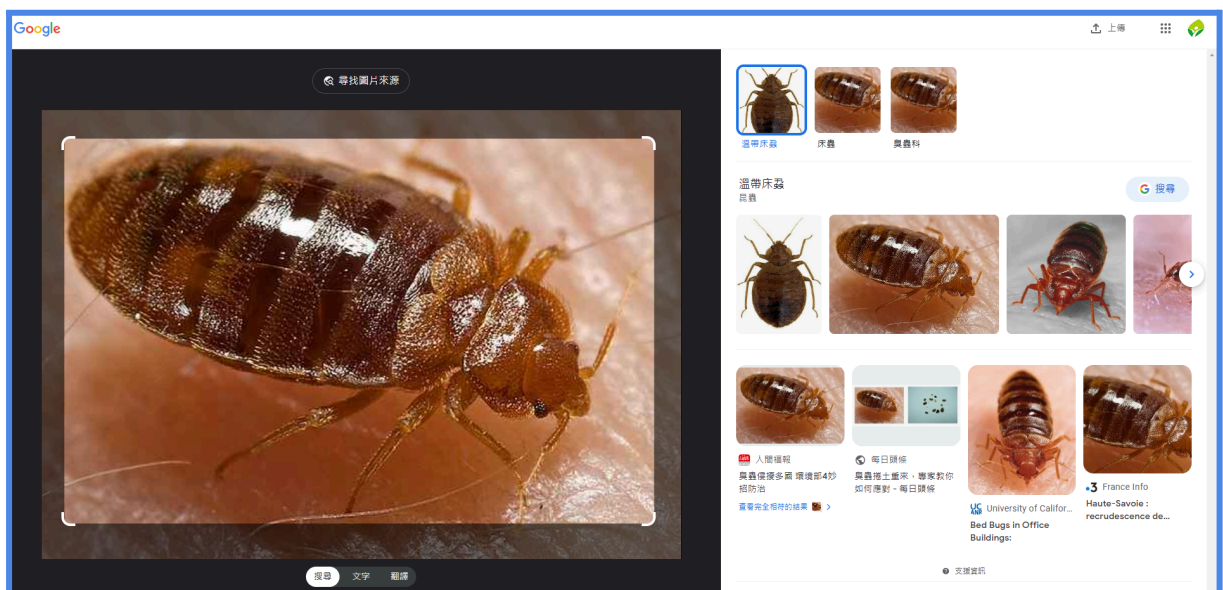 Google
上傳
尋找圖片來源
溫帶床蝨
床蟲
臭蟲科
溫帶床蝨
昆蟲
搜尋
人間福報
臭蟲侵擾多國 環境部4妙
招防治
查看完全相符的結果
每日頭條
臭蟲捲土重來，專家教你
如何應對 - 每日頭條
UC ANR University of Califor...
Bed Bugs in Office
Buildings:
3 France Info
Haute-Savoie :
recrudescence de...
搜尋 文字 翻譯
支援資訊